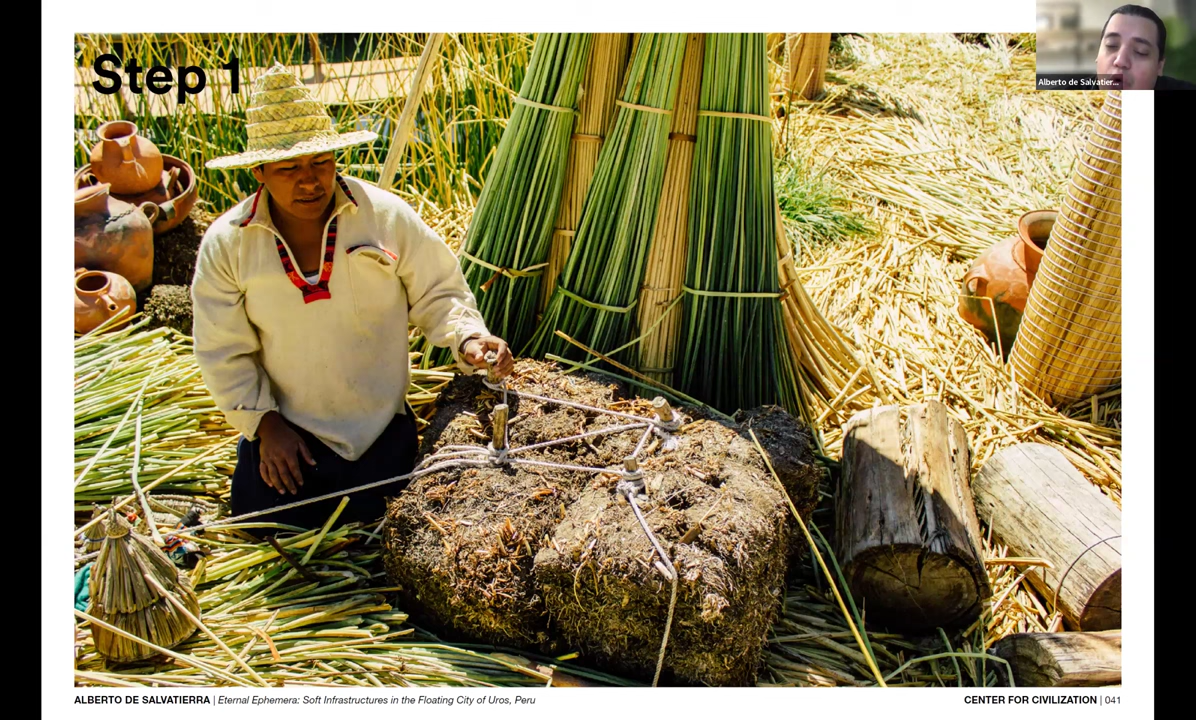 Step 1
Alberto de Salvatier...
ALBERTO DE SALVATIERRA | Eternal Ephemera: Soft Infrastructures in the Floating City of Uros, Peru
CENTER FOR CIVILIZATION | 041